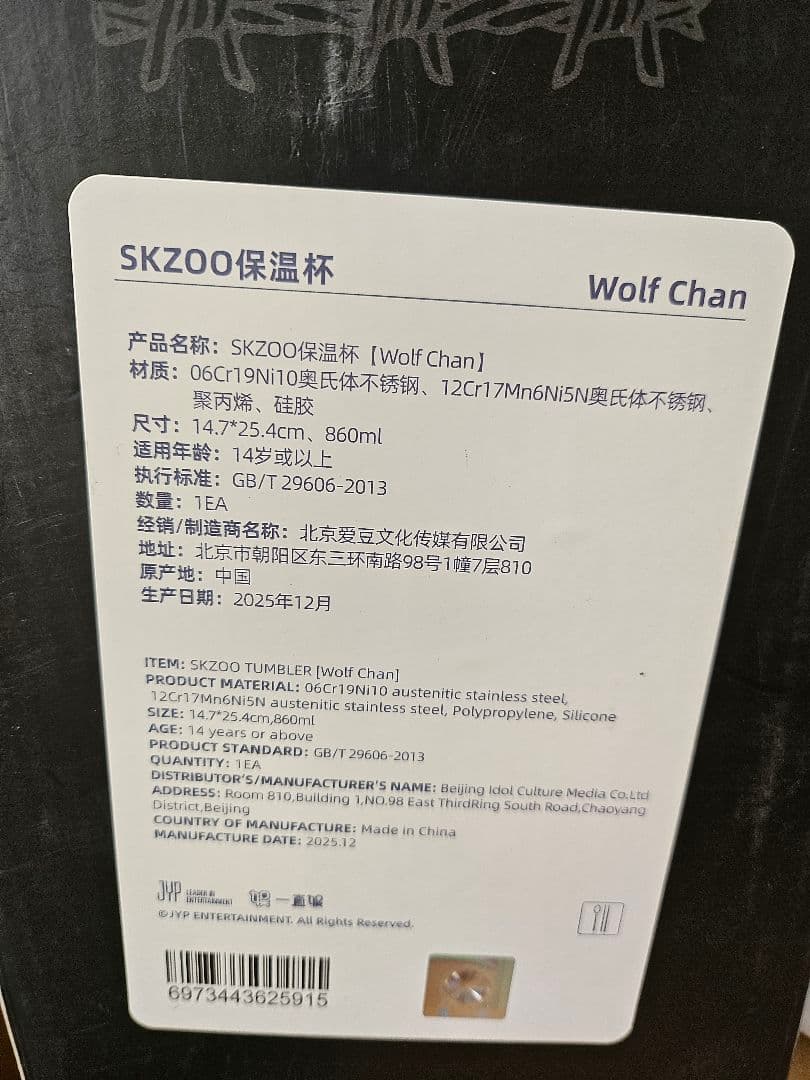 SKZOO保温杯
Wolf Chan
产品名称：SKZOO保温杯【Wolf Chan】
材质：06Cr19Ni10奥氏体不锈钢、12Cr17Mn6Ni5N奥氏体不锈钢、
聚丙烯、硅胶
尺寸：14.7*25.4cm、860ml
适用年龄：14岁或以上
执行标准：GB/T 29606-2013
数量：1EA
经销/制造商名称：北京爱豆文化传媒有限公司
地址：北京市朝阳区东三环南路98号1幢7层810
原产地：中国
生产日期：2025年12月
ITEM: SKZOO TUMBLER [Wolf Chan]
PRODUCT MATERIAL: 06Cr19Ni10 austenitic stainless steel,
12Cr17Mn6Ni5N austenitic stainless steel, Polypropylene, Silicone
SIZE: 14.7*25.4cm,860ml
AGE: 14 years or above
PRODUCT STANDARD: GB/T 29606-2013
QUANTITY: 1EA
DISTRIBUTOR'S/MANUFACTURER'S NAME: Beijing Idol Culture Media Co.Ltd
ADDRESS: Room 810,Building 1,NO.98 East ThirdRing South Road,Chaoyang
District,Beijing
COUNTRY OF MANUFACTURE: Made in China
MANUFACTURE DATE: 2025.12
JYP LEADER IN
ENTERTAINMENT
一直娱
©JYP ENTERTAINMENT. All Rights Reserved.
6973443625915